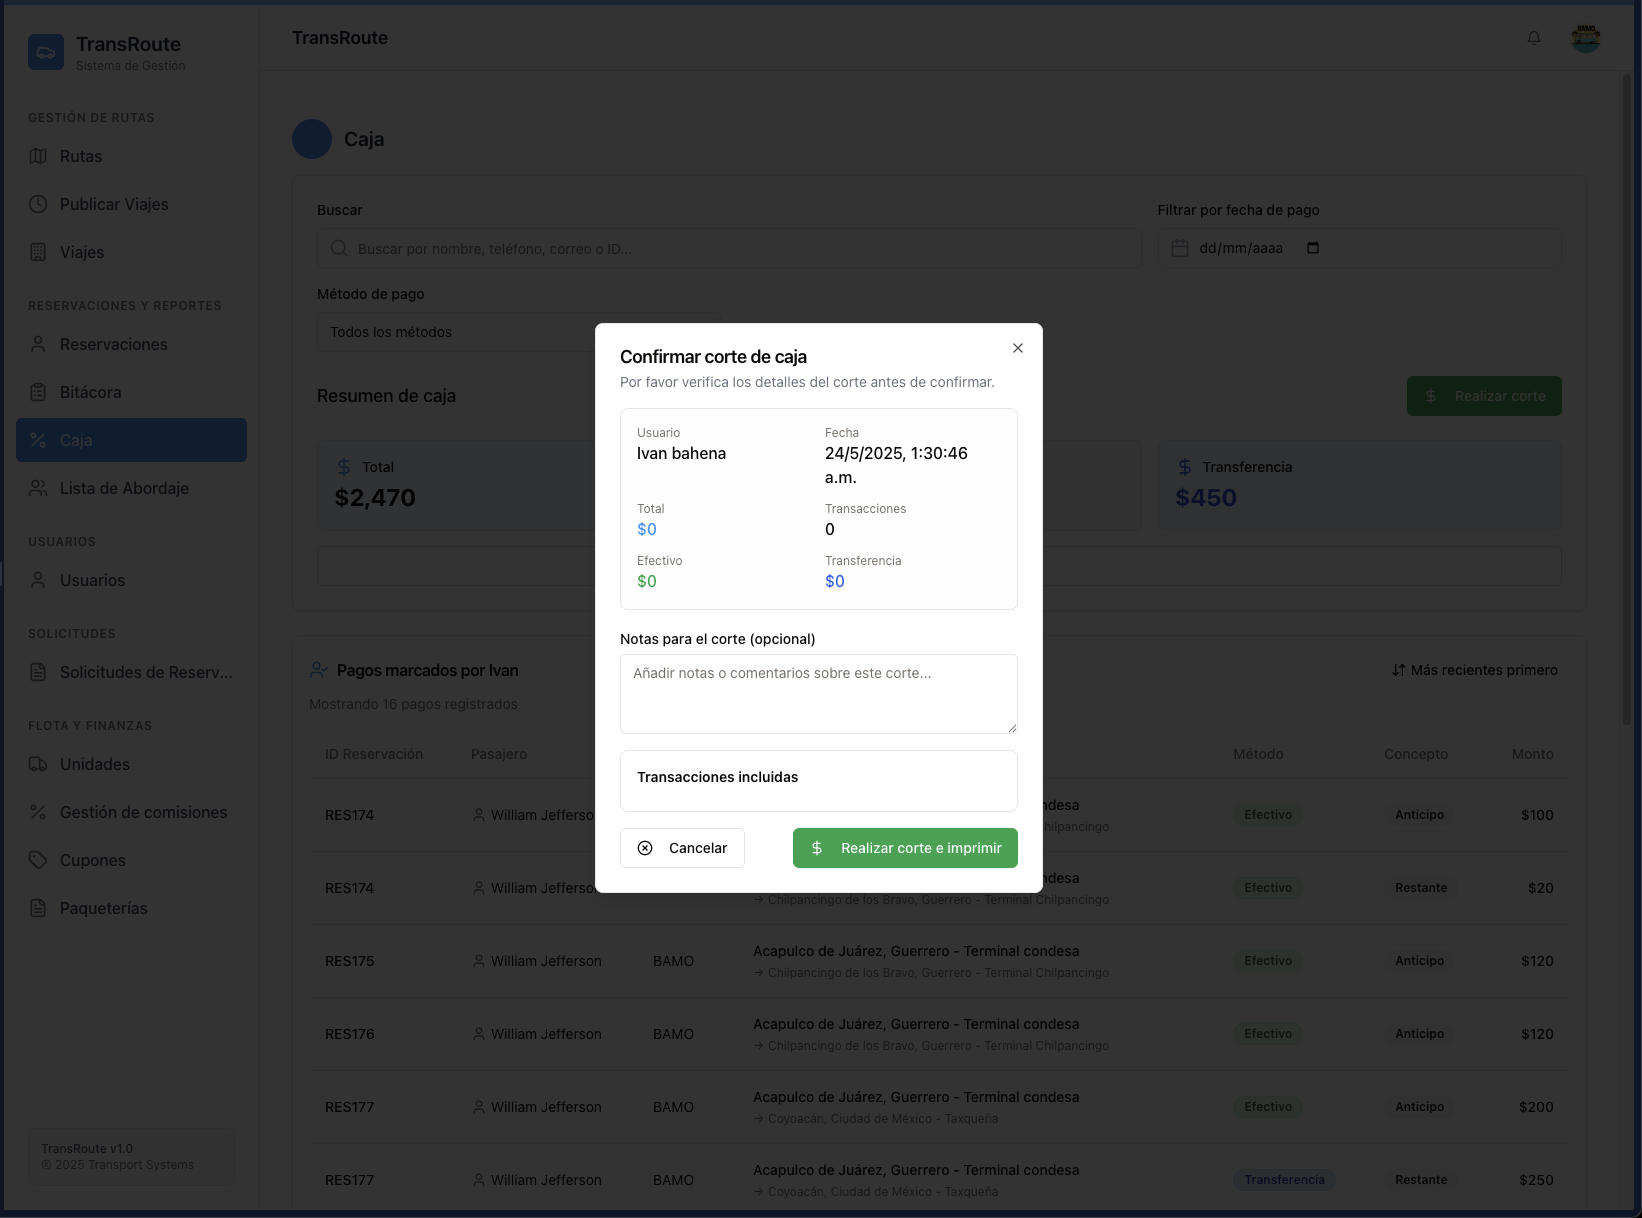 TransRoute
Sistema de Gestión
TransRoute
BAMO
GESTIÓN DE RUTAS
Rutas
Publicar Viajes
Viajes
RESERVACIONES Y REPORTES
Reservaciones
Bitácora
Caja
Lista de Abordaje
USUARIOS
Usuarios
SOLICITUDES
Solicitudes de Reserv...
FLOTA Y FINANZAS
Unidades
Gestión de comisiones
Cupones
Paqueterías
TransRoute v1.0
© 2025 Transport Systems
Caja
Buscar
Buscar por nombre, teléfono, correo o ID...
Filtrar por fecha de pago
dd/mm/aaaa
Método de pago
Todos los métodos
Resumen de caja
$ Realizar corte
$ Total
$2,470
$ Transferencia
$450
Pagos marcados por Ivan
Más recientes primero
Mostrando 16 pagos registrados
ID Reservación Pasajero Método Concepto Monto
RES174 William Jefferso ndesa Efectivo Anticipo $100
hilpancingo
RES174 William Jefferso ndesa Efectivo Restante $20
→ Chilpancingo de los Bravo, Guerrero - Terminal Chilpancingo
RES175 William Jefferson BAMO Acapulco de Juárez, Guerrero - Terminal condesa Efectivo Anticipo $120
→ Chilpancingo de los Bravo, Guerrero - Terminal Chilpancingo
RES176 William Jefferson BAMO Acapulco de Juárez, Guerrero - Terminal condesa Efectivo Anticipo $120
→ Chilpancingo de los Bravo, Guerrero - Terminal Chilpancingo
RES177 William Jefferson BAMO Acapulco de Juárez, Guerrero - Terminal condesa Efectivo Anticipo $200
→ Coyoacán, Ciudad de México - Taxqueña
RES177 William Jefferson BAMO Acapulco de Juárez, Guerrero - Terminal condesa Transferencia Restante $250
→ Coyoacán, Ciudad de México - Taxqueña
Confirmar corte de caja
Por favor verifica los detalles del corte antes de confirmar.
Usuario
Ivan bahena
Fecha
24/5/2025, 1:30:46
a.m.
Total
$0
Transacciones
0
Efectivo
$0
Transferencia
$0
Notas para el corte (opcional)
Añadir notas o comentarios sobre este corte...
Transacciones incluidas
Cancelar
$ Realizar corte e imprimir